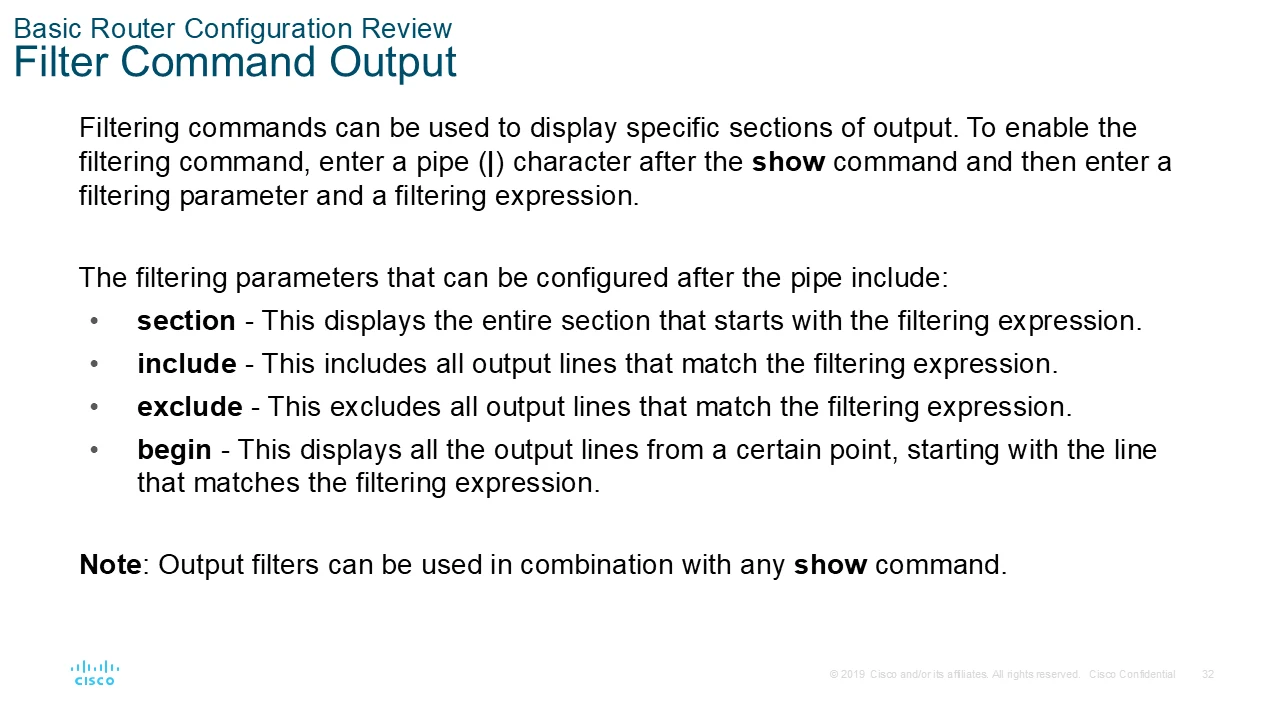 Basic Router Configuration Review
Filter Command Output
Filtering commands can be used to display specific sections of output. To enable the
filtering command, enter a pipe (|) character after the show command and then enter a
filtering parameter and a filtering expression.
The filtering parameters that can be configured after the pipe include:
• section - This displays the entire section that starts with the filtering expression.
• include - This includes all output lines that match the filtering expression.
• exclude - This excludes all output lines that match the filtering expression.
• begin - This displays all the output lines from a certain point, starting with the line
that matches the filtering expression.
Note: Output filters can be used in combination with any show command.
CISCO
© 2019 Cisco and/or its affiliates. All rights reserved. Cisco Confidential 32